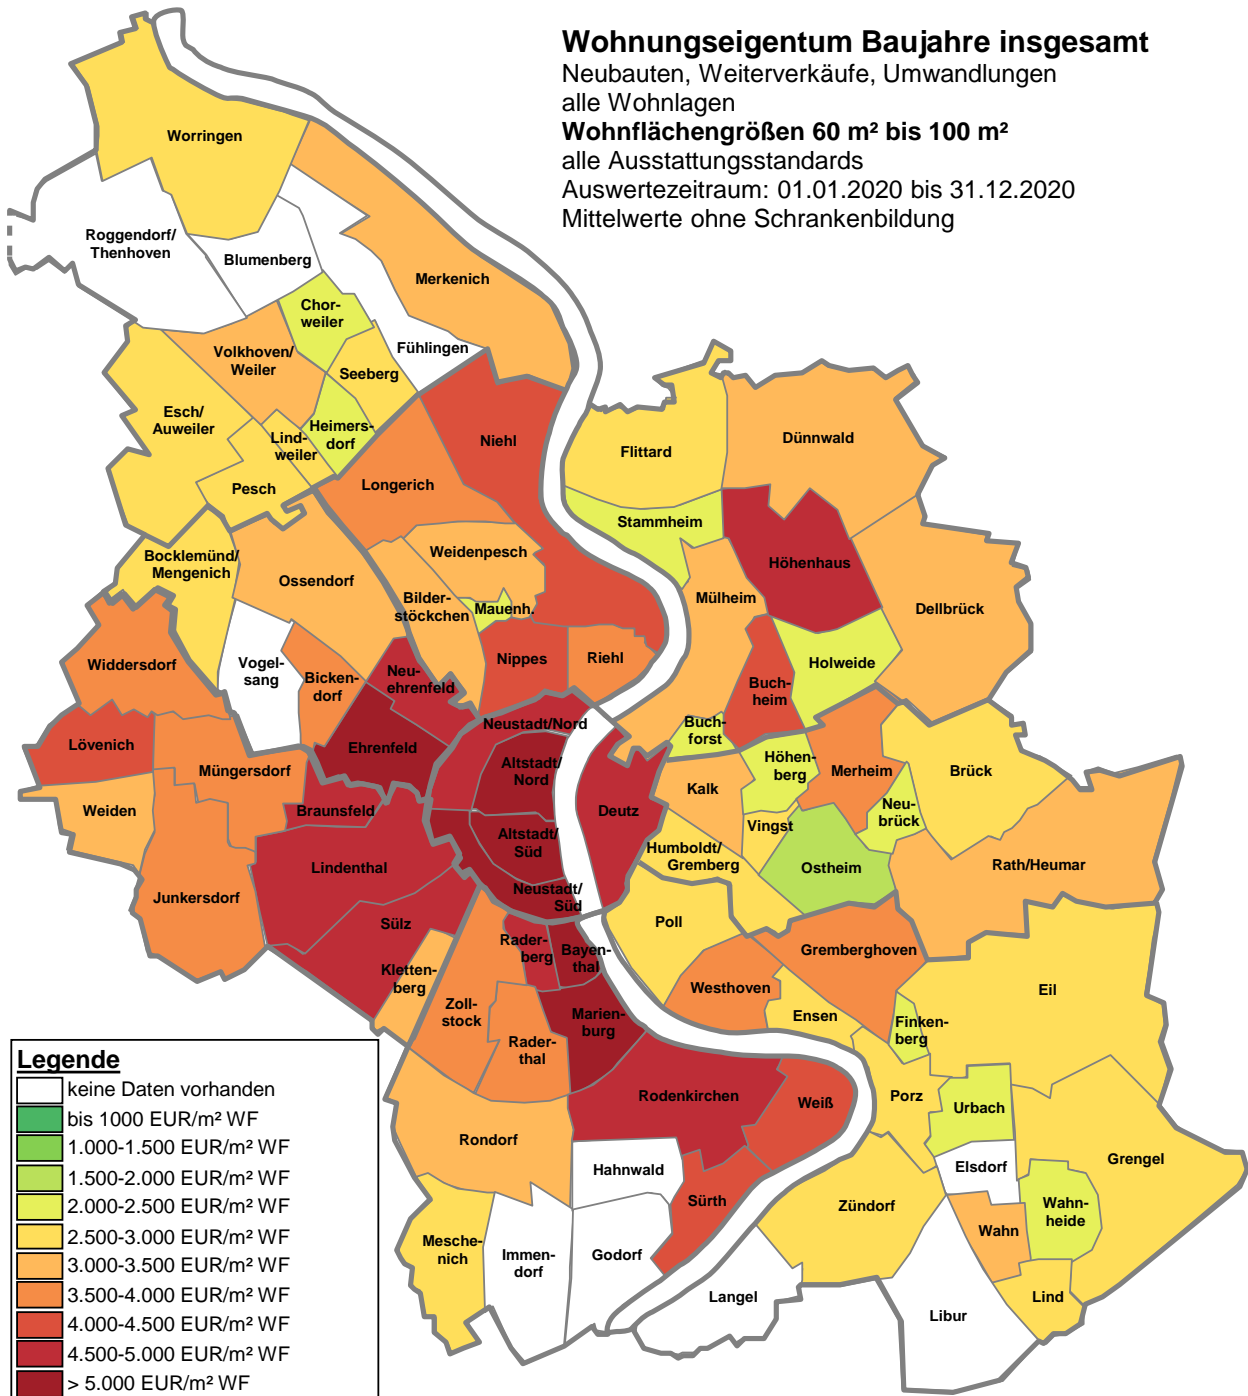 Wohnungseigentum Baujahre insgesamt
Neubauten, Weiterverkäufe, Umwandlungen
alle Wohnlagen
Wohnflächengrößen 60 m² bis 100 m²
alle Ausstattungsstandards
Auswertezeitraum: 01.01.2020 bis 31.12.2020
Mittelwerte ohne Schrankenbildung
Worringen
Roggendorf/
Thenhoven
Blumenberg
Merkenich
Chor-
weiler
Fühlingen
Volkhoven/
Weiler
Seeberg
Esch/
Auweiler
Heimers-
dorf
Lind-
weiler
Pesch
Niehl
Longerich
Flittard
Dünnwald
Stammheim
Höhenhaus
Bocklemünd/
Mengenich
Ossendorf
Weidenpesch
Bilder-
stöckchen
Mauenh.
Mülheim
Dellbrück
Widdersdorf
Vogel-
sang
Bicken-
dorf
Neu-
ehrenfeld
Nippes
Riehl
Buch-
heim
Holweide
Neustadt/Nord
Buch-
forst
Lövenich
Ehrenfeld
Müngersdorf
Altstadt/
Nord
Höhen-
berg
Merheim
Brück
Kalk
Deutz
Neu-
brück
Weiden
Braunsfeld
Vingst
Altstadt/
Süd
Humboldt/
Gremberg
Lindenthal
Ostheim
Rath/Heumar
Junkersdorf
Neustadt/
Süd
Sülz
Poll
Rader-
berg
Bayen-
thal
Gremberghoven
Kletten-
berg
Westhoven
Eil
Zoll-
stock
Marien-
burg
Ensen
Finken-
berg
Rader-
thal
Rodenkirchen
Weiß
Porz
Urbach
Rondorf
Hahnwald
Elsdorf
Grengel
Sürth
Zündorf
Wahn-
heide
Wahn
Mesche-
nich
Immen-
dorf
Godorf
Langel
Lind
Libur
Legende
keine Daten vorhanden
bis 1000 EUR/m² WF
1.000-1.500 EUR/m² WF
1.500-2.000 EUR/m² WF
2.000-2.500 EUR/m² WF
2.500-3.000 EUR/m² WF
3.000-3.500 EUR/m² WF
3.500-4.000 EUR/m² WF
4.000-4.500 EUR/m² WF
4.500-5.000 EUR/m² WF
> 5.000 EUR/m² WF